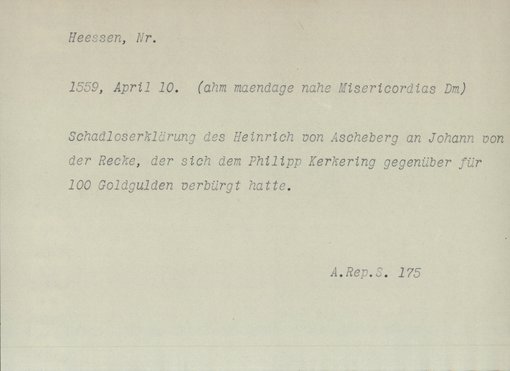 Heessen, Nr.
1559, April 10. (ahm maendage nahe Misericordias Dm)
Schadloserklärung des Heinrich von Ascheberg an Johann von
der Recke, der sich dem Philipp Kerkering gegenüber für
100 Goldgulden verbürgt hatte.
A.Rep.S. 175